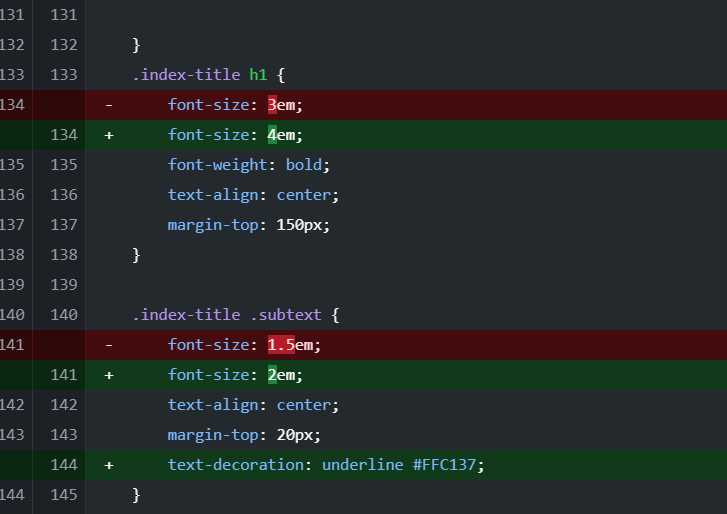 131 131
132 132 }
133 133 .index-title h1 {
134 - font-size: 3em;
134 + font-size: 4em;
135 135 font-weight: bold;
136 136 text-align: center;
137 137 margin-top: 150px;
138 138 }
139 139
140 140 .index-title .subtext {
141 - font-size: 1.5em;
141 + font-size: 2em;
142 142 text-align: center;
143 143 margin-top: 20px;
144 + text-decoration: underline #FFC137;
144 145 }